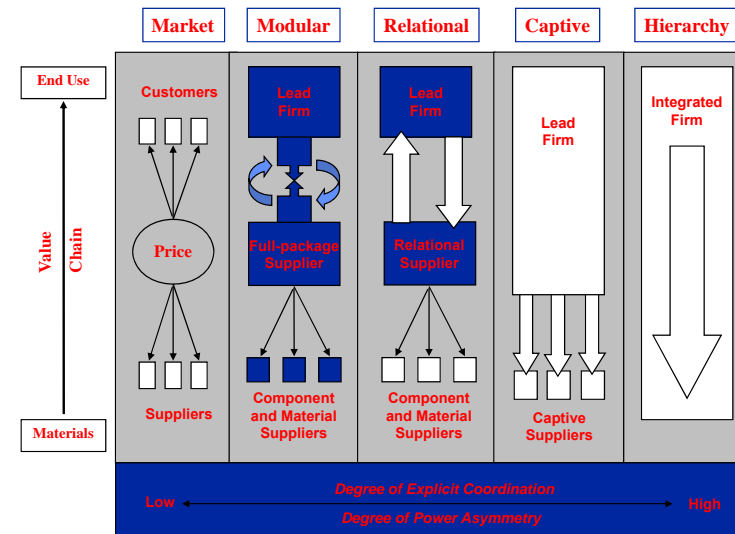 Market
Modular
Relational
Captive
Hierarchy
End Use
Value
Chain
Materials
Customers
Price
Suppliers
Lead
Firm
Full-package
Supplier
Component
and Material
Suppliers
Lead
Firm
Relational
Supplier
Component
and Material
Suppliers
Lead
Firm
Captive
Suppliers
Integrated
Firm
Degree of Explicit Coordination
Low
High
Degree of Power Asymmetry